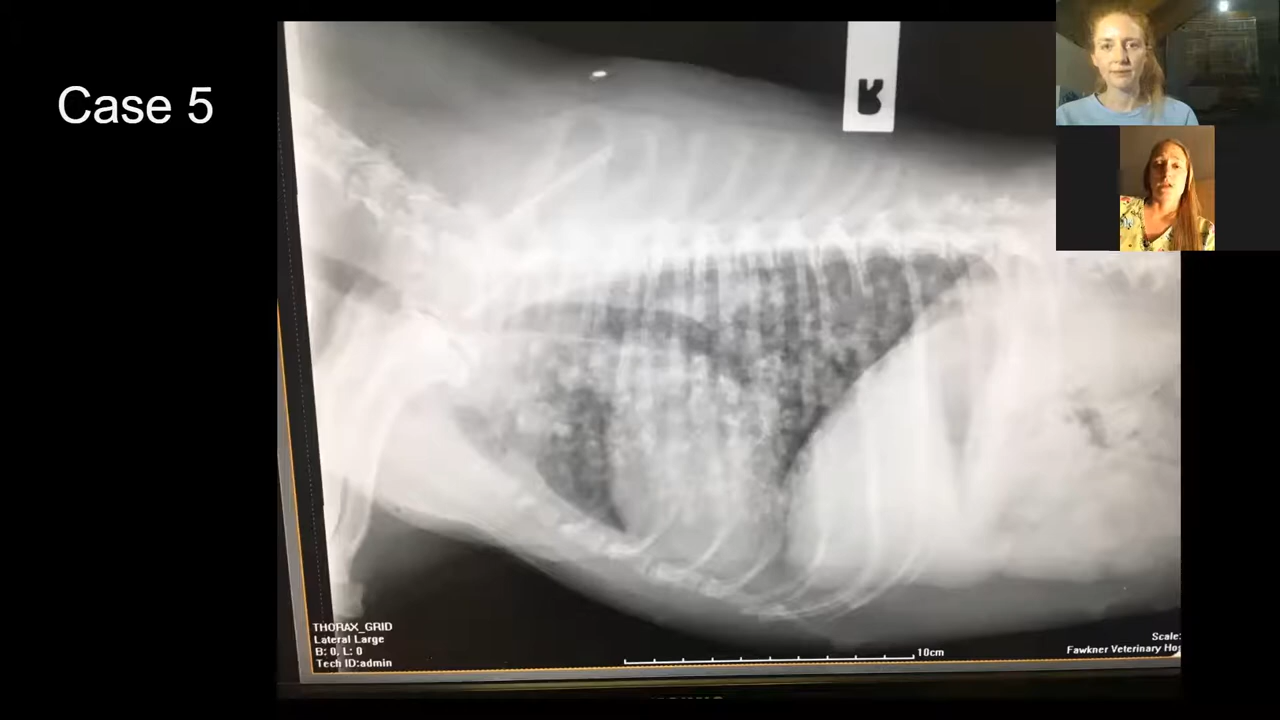 Case 5
R
THORAX_GRID
Lateral Large
B: 0, L: 0
Tech ID:admin
10cm
Scale:
Fawkner Veterinary Ho